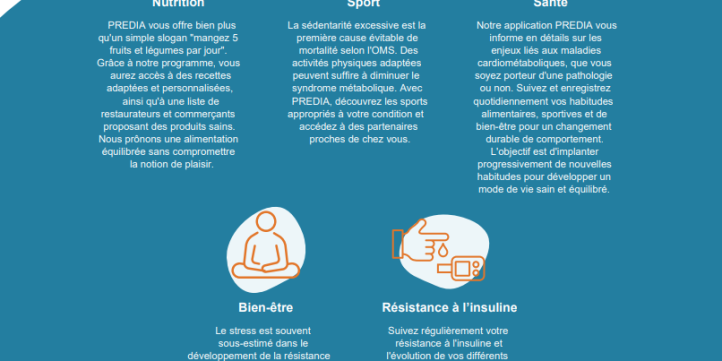 Nutrition
PREDIA vous offre bien plus
qu'un simple slogan "mangez 5
fruits et légumes par jour".
Grâce à notre programme, vous
aurez accès à des recettes
adaptées et personnalisées,
ainsi qu'à une liste de
restaurateurs et commerçants
proposant des produits sains.
Nous prônons une alimentation
équilibrée sans compromettre
la notion de plaisir.
Sport
La sédentarité excessive est la
première cause évitable de
mortalité selon l'OMS. Des
activités physiques adaptées
peuvent suffire à diminuer le
syndrome métabolique. Avec
PREDIA, découvrez les sports
appropriés à votre condition et
accédez à des partenaires
proches de chez vous.
Santé
Notre application PREDIA vous
informe en détails sur les
enjeux liés aux maladies
cardiométaboliques, que vous
soyez porteur d'une pathologie
ou non. Suivez et enregistrez
quotidiennement vos habitudes
alimentaires, sportives et de
bien-être pour un changement
durable de comportement.
L'objectif est d'implanter
progressivement de nouvelles
habitudes pour développer un
mode de vie sain et équilibré.
Bien-être
Le stress est souvent
sous-estimé dans le
développement de la résistance
Résistance à l'insuline
Suivez régulièrement votre
résistance à l'insuline et
l'évolution de vos différents